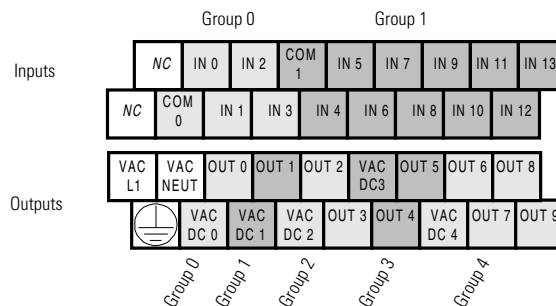 Group 0 Group 1
Inputs
NC IN 0 IN 2 COM 1 IN 5 IN 7 IN 9 IN 11 IN 13
NC COM 0 IN 1 IN 3 IN 4 IN 6 IN 8 IN 10 IN 12
Outputs
VAC L1 VAC NEUT OUT 0 OUT 1 OUT 2 VAC DC3 OUT 5 OUT 6 OUT 8
VAC DC 0 VAC DC 1 VAC DC 2 OUT 3 OUT 4 VAC DC 4 OUT 7 OUT 9
Group 0 Group 1 Group 2 Group 3 Group 4